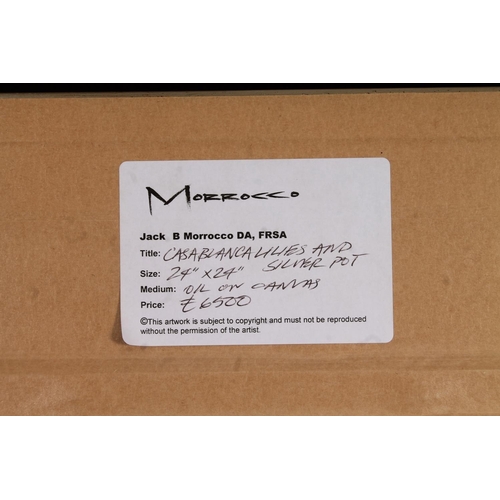 MORROCCO
Jack B Morrocco DA, FRSA
Title: CASABLANCA LILIES AND
SILVER POT
Size: 24" x 24"
Medium: OIL ON CANVAS
Price: £6500
©This artwork is subject to copyright and must not be reproduced
without the permission of the artist.